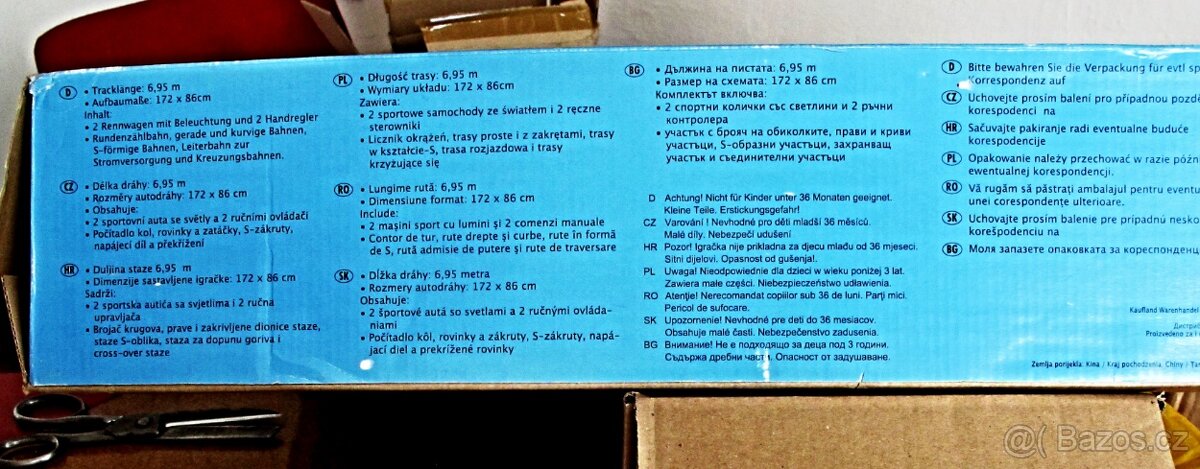 D • Tracklänge: 6,95 m
• Aufbaumaße: 172 x 86cm
Inhalt:
• 2 Rennwagen mit Beleuchtung und 2 Handregler
• Rundenzählbahn, gerade und kurvige Bahnen,
S-förmige Bahnen, Leiterbahn zur
Stromversorgung und Kreuzungsbahnen.
CZ • Délka dráhy: 6,95 m
• Rozměry autodráhy: 172 x 86 cm
• Obsahuje:
• 2 sportovní auta se světly a 2 ručními ovládači
• Počítadlo kol, rovinky a zatáčky, S-zákruty,
napájecí díl a překřížení
HR • Duljina staze 6,95 m
• Dimenzije sastavljene igračke: 172 x 86 cm
Sadrži:
• 2 sportska autića sa svjetlima i 2 ručna
upravljača
• Brojač krugova, prave i zakrivljene dionice staze,
staze S-oblika, staza za dopunu goriva i
cross-over staze
PL • Długość trasy: 6,95 m
• Wymiary układu: 172 x 86cm
Zawiera:
• 2 sportowe samochody ze światłem i 2 ręczne
sterowniki
• Licznik okrążeń, trasy proste i z zakrętami, trasy
w kształcie-S, trasa rozjazdowa i trasy
krzyżujące się
RO • Lungime rută: 6,95 m
• Dimensiune format: 172 x 86 cm
Include:
• 2 mașini sport cu lumini și 2 comenzi manuale
• Contor de tur, rute drepte și curbe, rute în formă
de S, rută admisie de putere și rute de traversare
SK • Dĺžka dráhy: 6,95 metra
• Rozmery autodráhy: 172 x 86 cm
Obsahuje:
• 2 športové autá so svetlami a 2 ručnými ovláda-
niami
• Počítadlo kôl, rovinky a zákruty, S-zákruty, napá-
jací diel a prekrížené rovinky
BG • Дължина на пистата: 6,95 m
• Размер на схемата: 172 x 86 cm
Комплектът включва:
• 2 спортни колички със светлини и 2 ръчни
контролера
• участък с брояч на обиколките, прави и криви
участъци, S-образни участъци, захранващ
участък и съединителни участъци
D Achtung! Nicht für Kinder unter 36 Monaten geeignet.
Kleine Teile. Erstickungsgefahr!
CZ Varování ! Nevhodné pro děti mladší 36 měsíců.
Malé díly. Nebezpečí udušení
HR Pozor! Igračka nije prikladna za djecu mlađu od 36 mjeseci.
Sitni dijelovi. Opasnost od gušenja!
PL Uwaga! Nieodpowiednie dla dzieci w wieku poniżej 3 lat.
Zawiera małe części. Niebezpieczeństwo udławienia.
RO Atenție! Nerecomandat copiilor sub 36 de luni. Părți mici.
Pericol de sufocare.
SK Upozornenie! Nevhodné pre deti do 36 mesiacov.
Obsahuje malé časti. Nebezpečenstvo zadusenia.
BG Внимание! Не е подходящо за деца под 3 години.
Съдържа дребни части. Опасност от задушаване.
D Bitte bewahren Sie die Verpackung für evtl sp
Korrespondenz auf
CZ Uchovejte prosím balení pro případnou pozdě
korespodenci na
HR Sačuvajte pakiranje radi eventualne buduće
korespodencije
PL Opakowanie należy przechować w razie późni
ewentualnej korespondencji.
RO Vă rugăm să păstrați ambalajul pentru eventu
unei corespondențe ulterioare.
SK Uchovajte prosím balenie pre prípadnú nesko
korešpodenciu na
BG Моля запазете опаковката за кореспонденц
Kaufland Warenhandel
Дистри
Proizvedeno za
Zemlja porijekla: Kina / Kraj pochodzenia: Chiny / Țar
Bazos.cz